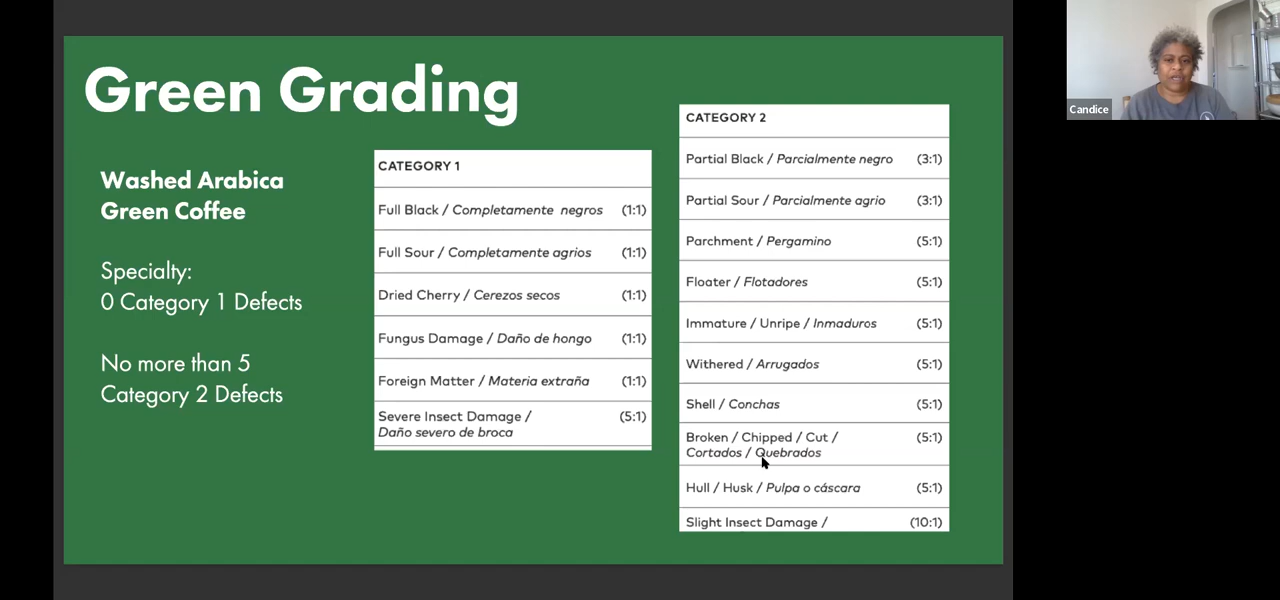 Green Grading
Washed Arabica
Green Coffee
Specialty:
0 Category 1 Defects
No more than 5
Category 2 Defects
CATEGORY 1
Full Black / Completamente negros (1:1)
Full Sour / Completamente agrios (1:1)
Dried Cherry / Cerezos secos (1:1)
Fungus Damage / Daño de hongo (1:1)
Foreign Matter / Materia extraña (1:1)
Severe Insect Damage / (5:1)
Daño severo de broca
CATEGORY 2
Partial Black / Parcialmente negro (3:1)
Partial Sour / Parcialmente agrio (3:1)
Parchment / Pergamino (5:1)
Floater / Flotadores (5:1)
Immature / Unripe / Inmaduros (5:1)
Withered / Arrugados (5:1)
Shell / Conchas (5:1)
Broken / Chipped / Cut / (5:1)
Cortados / Quebrados
Hull / Husk / Pulpa o cáscara (5:1)
Slight Insect Damage / (10:1)
Candice